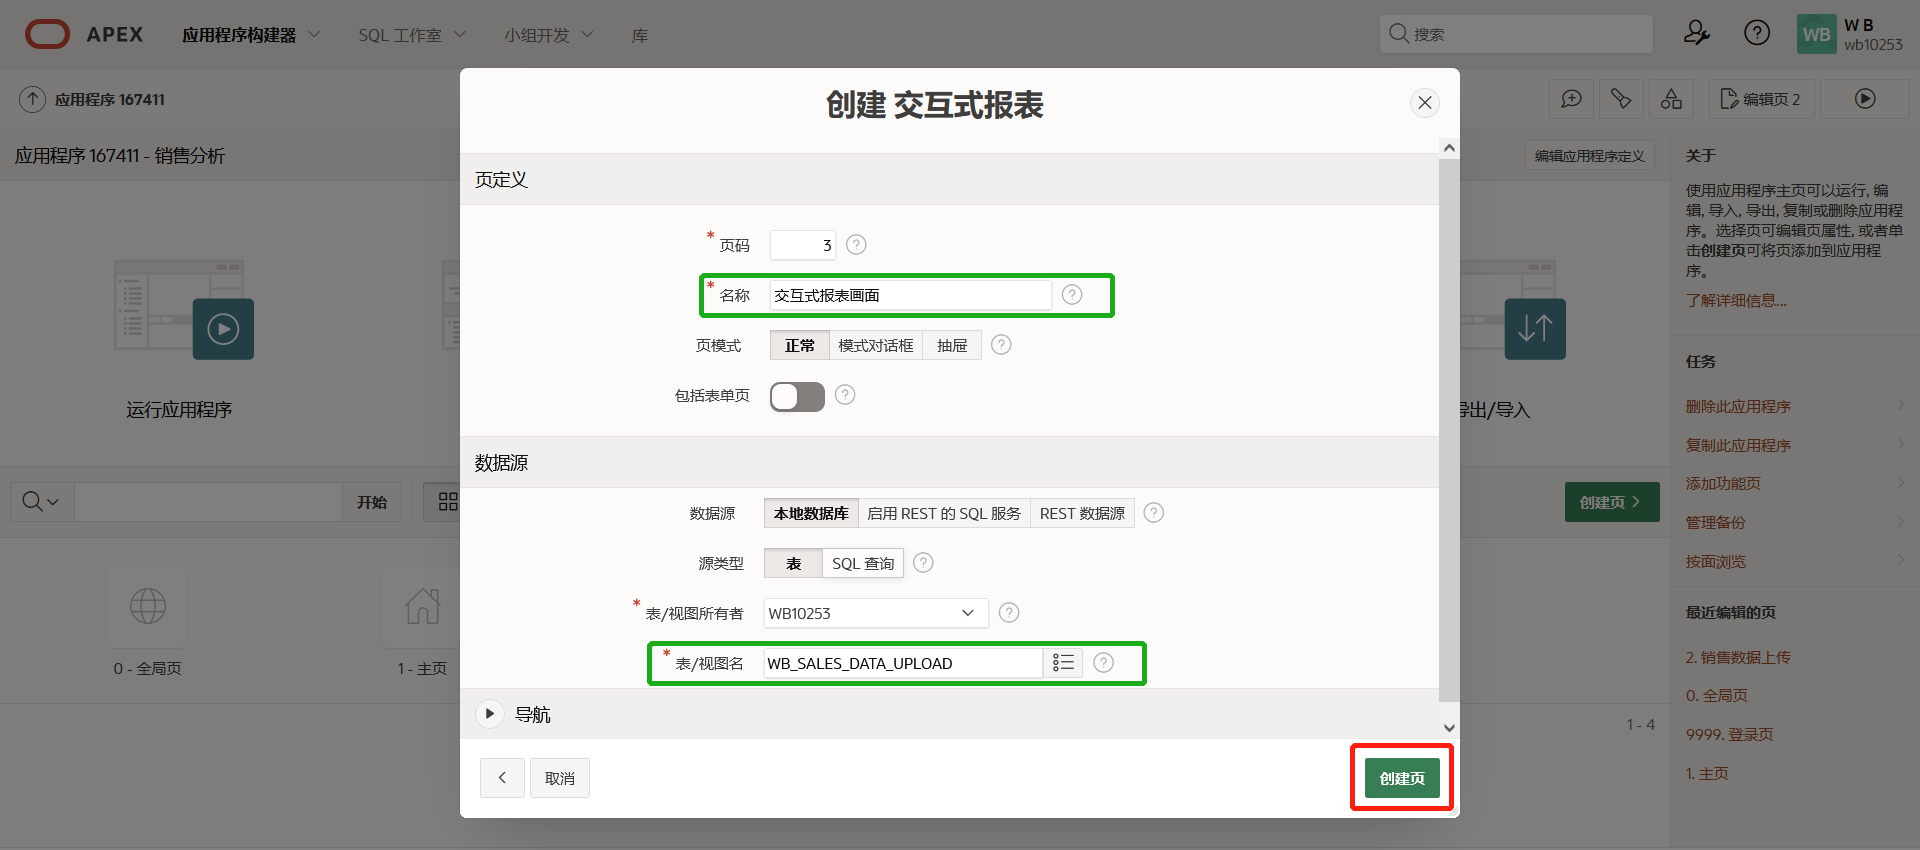 APEX
应用程序构建器
SQL 工作室
小组开发
库
搜索
WB
W B
wb10253
应用程序 167411
编辑页 2
应用程序 167411 - 销售分析
编辑应用程序定义
运行应用程序
导出/导入
开始
创建页
0 - 全局页
1 - 主页
1 - 4
创建 交互式报表
页定义
* 页码 3
* 名称 交互式报表画面
页模式 正常 模式对话框 抽屉
包括表单页
数据源
数据源 本地数据库 启用 REST 的 SQL 服务 REST 数据源
源类型 表 SQL 查询
* 表/视图所有者 WB10253
* 表/视图名 WB_SALES_DATA_UPLOAD
导航
取消
创建页
关于
使用应用程序主页可以运行, 编
辑, 导入, 导出, 复制或删除应用程
序。选择页可编辑页属性, 或者单
击创建页可将页添加到应用程
序。
了解详细信息...
任务
删除此应用程序
复制此应用程序
添加功能页
管理备份
按面浏览
最近编辑的页
2. 销售数据上传
0. 全局页
9999. 登录页
1. 主页